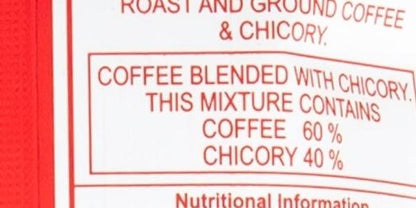 ROAST AND GROUND COFFEE
& CHICORY.
COFFEE BLENDED WITH CHICORY.
THIS MIXTURE CONTAINS
COFFEE 60 %
CHICORY 40 %
Nutritional Information